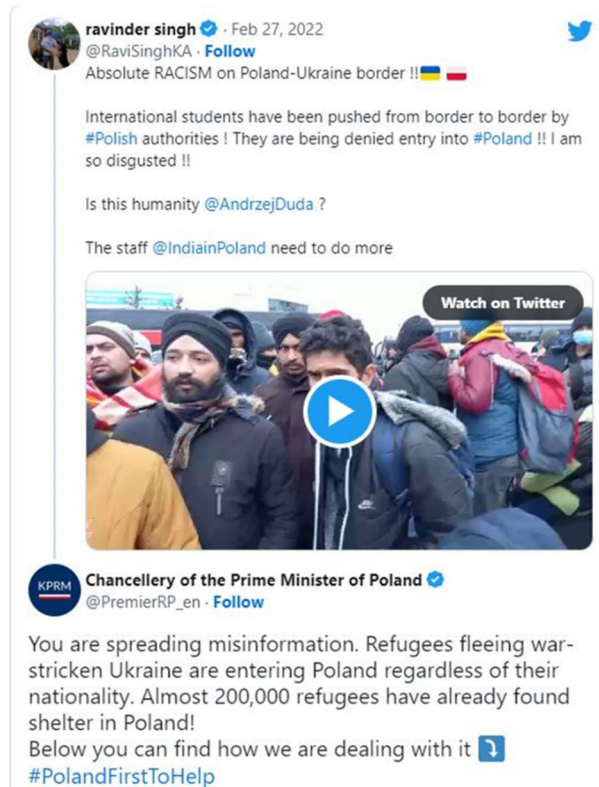 ravinder singh · Feb 27, 2022
@RaviSinghKA · Follow
Absolute RACISM on Poland-Ukraine border !!🇺🇦 🇵🇱
International students have been pushed from border to border by
#Polish authorities ! They are being denied entry into #Poland !! I am
so disgusted !!
Is this humanity @AndrzejDuda ?
The staff @IndiainPoland need to do more
Watch on Twitter
KPRM
Chancellery of the Prime Minister of Poland
@PremierRP_en · Follow
You are spreading misinformation. Refugees fleeing war-
stricken Ukraine are entering Poland regardless of their
nationality. Almost 200,000 refugees have already found
shelter in Poland!
Below you can find how we are dealing with it ⤵️
#PolandFirstToHelp